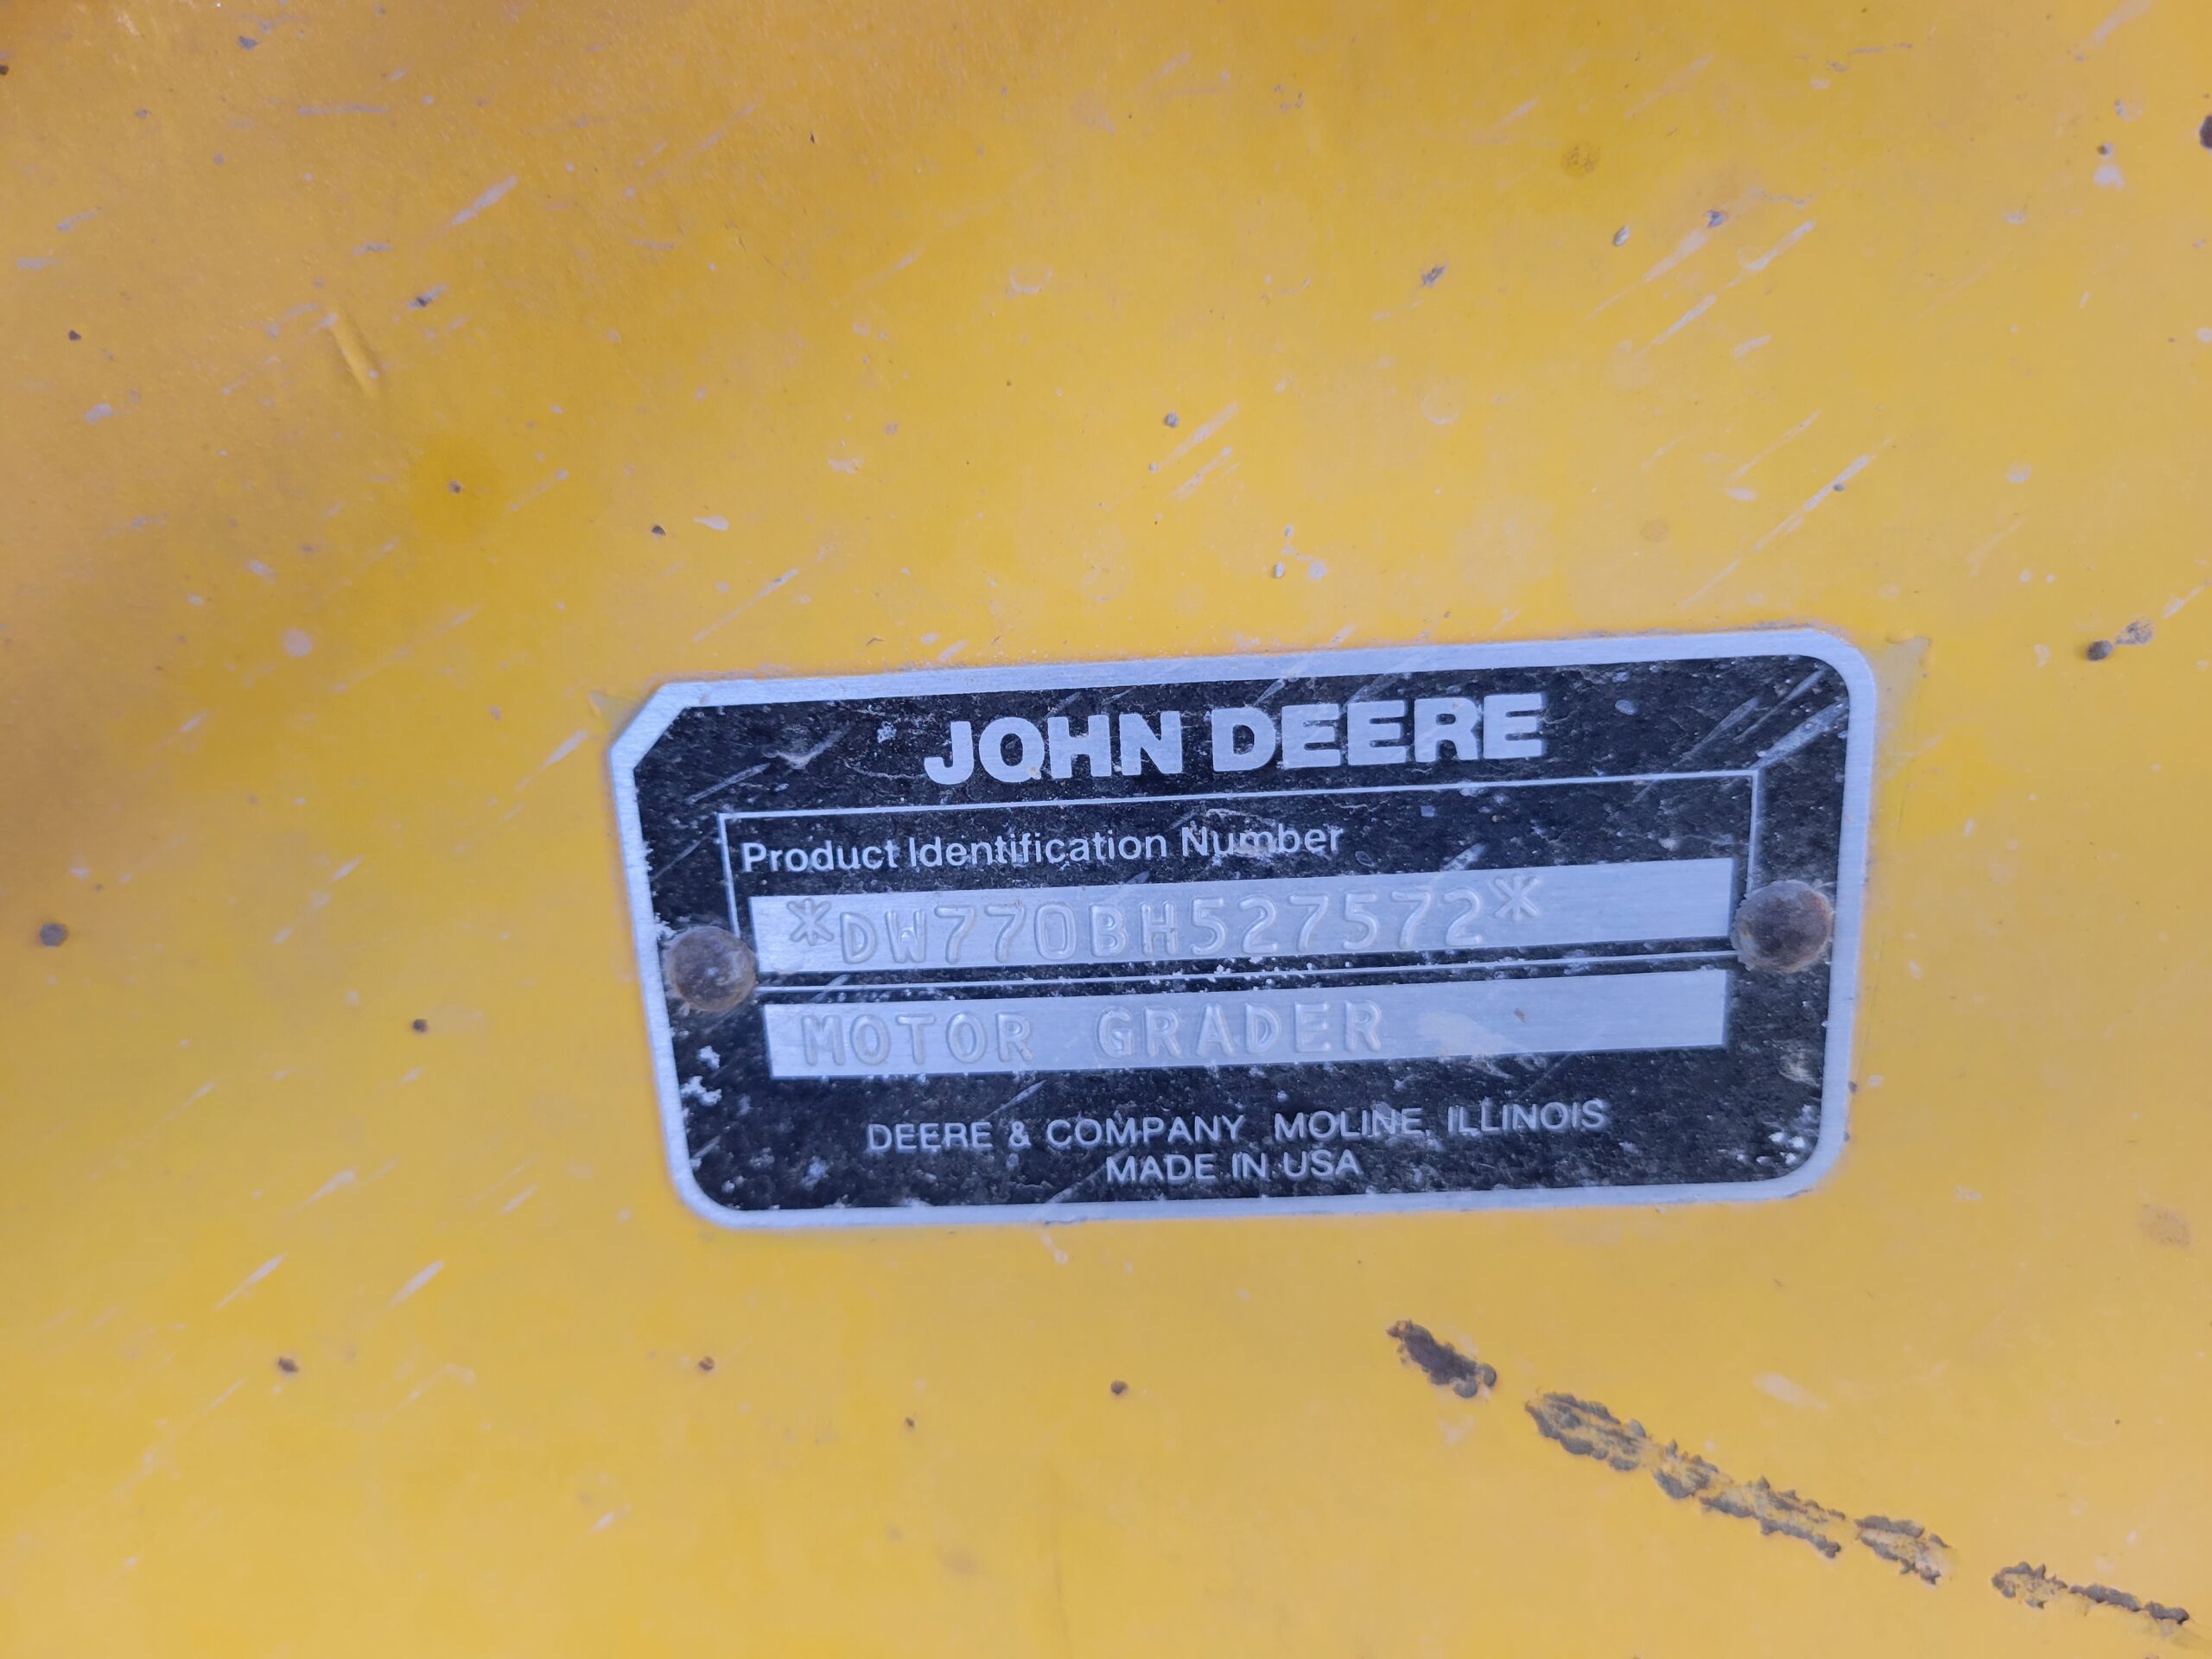 JOHN DEERE
Product Identification Number
*DW770BH527572*
MOTOR GRADER
DEERE & COMPANY MOLINE, ILLINOIS
MADE IN USA